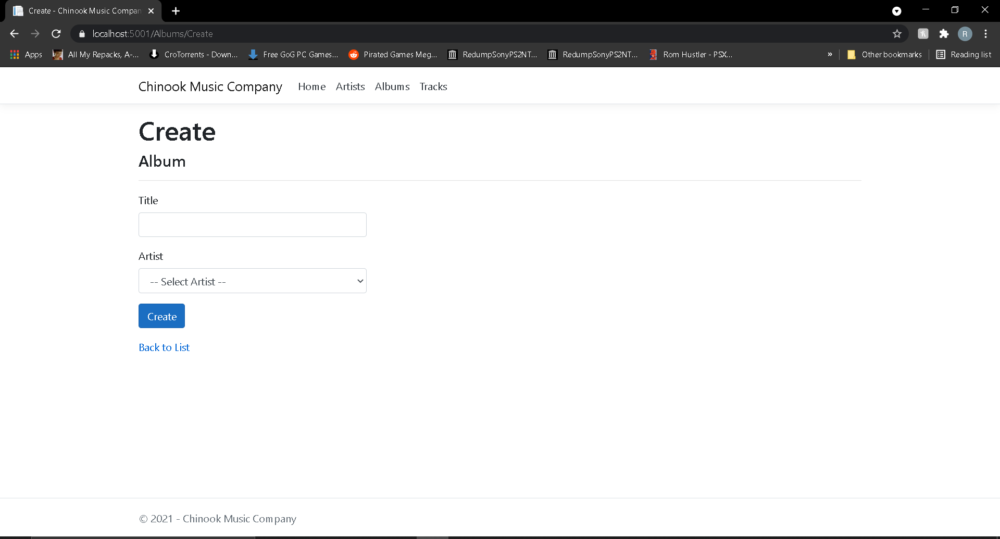 Create - Chinook Music Compan
localhost:5001/Albums/Create
R
Apps
All My Repacks, A-...
CroTorrents - Down...
Free GoG PC Games...
Pirated Games Meg...
RedumpSonyPS2NT...
RedumpSonyPS2NT...
Rom Hustler - PSX...
»
Other bookmarks
Reading list
Chinook Music Company Home Artists Albums Tracks
Create
Album
Title
Artist
-- Select Artist --
Create
Back to List
© 2021 - Chinook Music Company